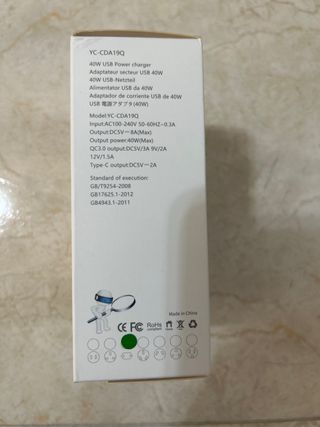 YC-CDA19Q
40W USB Power charger
Adaptateur secteur USB 40W
40W USB-Netzteil
Alimentator USB da 40W
Adaptador de corriente USB de 40W
USB 電源アダプタ(40W)
Model:YC-CDA19Q
Input:AC100-240V 50-60HZ~0.3A
Output:DC5V⎓8A(Max)
Output power:40W(Max)
QC3.0 output:DC5V/3A 9V/2A
12V/1.5A
Type-C output:DC5V⎓2A
Standard of execution:
GB/T9254-2008
GB17625.1-2012
GB4943.1-2011
Made in China
CE FC RoHS
compliant